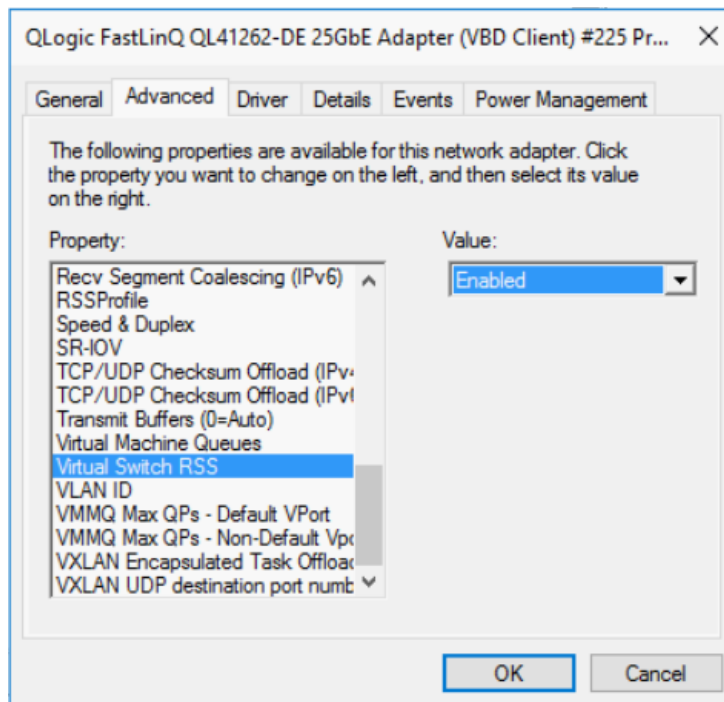 QLogic FastLinQ QL41262-DE 25GbE Adapter (VBD Client) #225 Pr...
General Advanced Driver Details Events Power Management
The following properties are available for this network adapter. Click
the property you want to change on the left, and then select its value
on the right.
Property:
Value:
Recv Segment Coalescing (IPv6)
RSSProfile
Speed & Duplex
SR-IOV
TCP/UDP Checksum Offload (IPv4
TCP/UDP Checksum Offload (IPv6
Transmit Buffers (0=Auto)
Virtual Machine Queues
Virtual Switch RSS
VLAN ID
VMMQ Max QPs - Default VPort
VMMQ Max QPs - Non-Default Vpo
VXLAN Encapsulated Task Offload
VXLAN UDP destination port numb
Enabled
OK Cancel